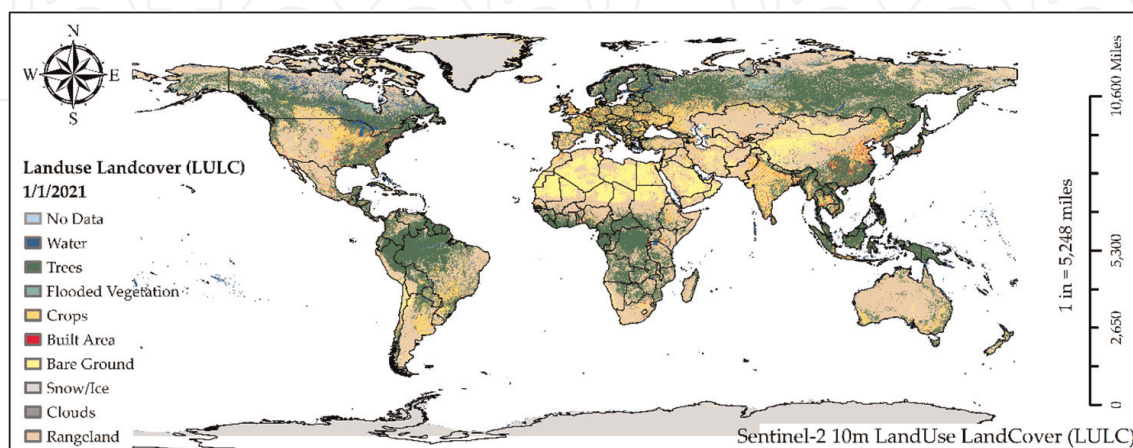 N
W E
S
Landuse Landcover (LULC)
1/1/2021
No Data
Water
Trees
Flooded Vegetation
Crops
Built Area
Bare Ground
Snow/Ice
Clouds
Rangeland
10,600 Miles
5,300
2,650
0
1 in = 5,248 miles
Sentinel-2 10m LandUse LandCover (LULC)